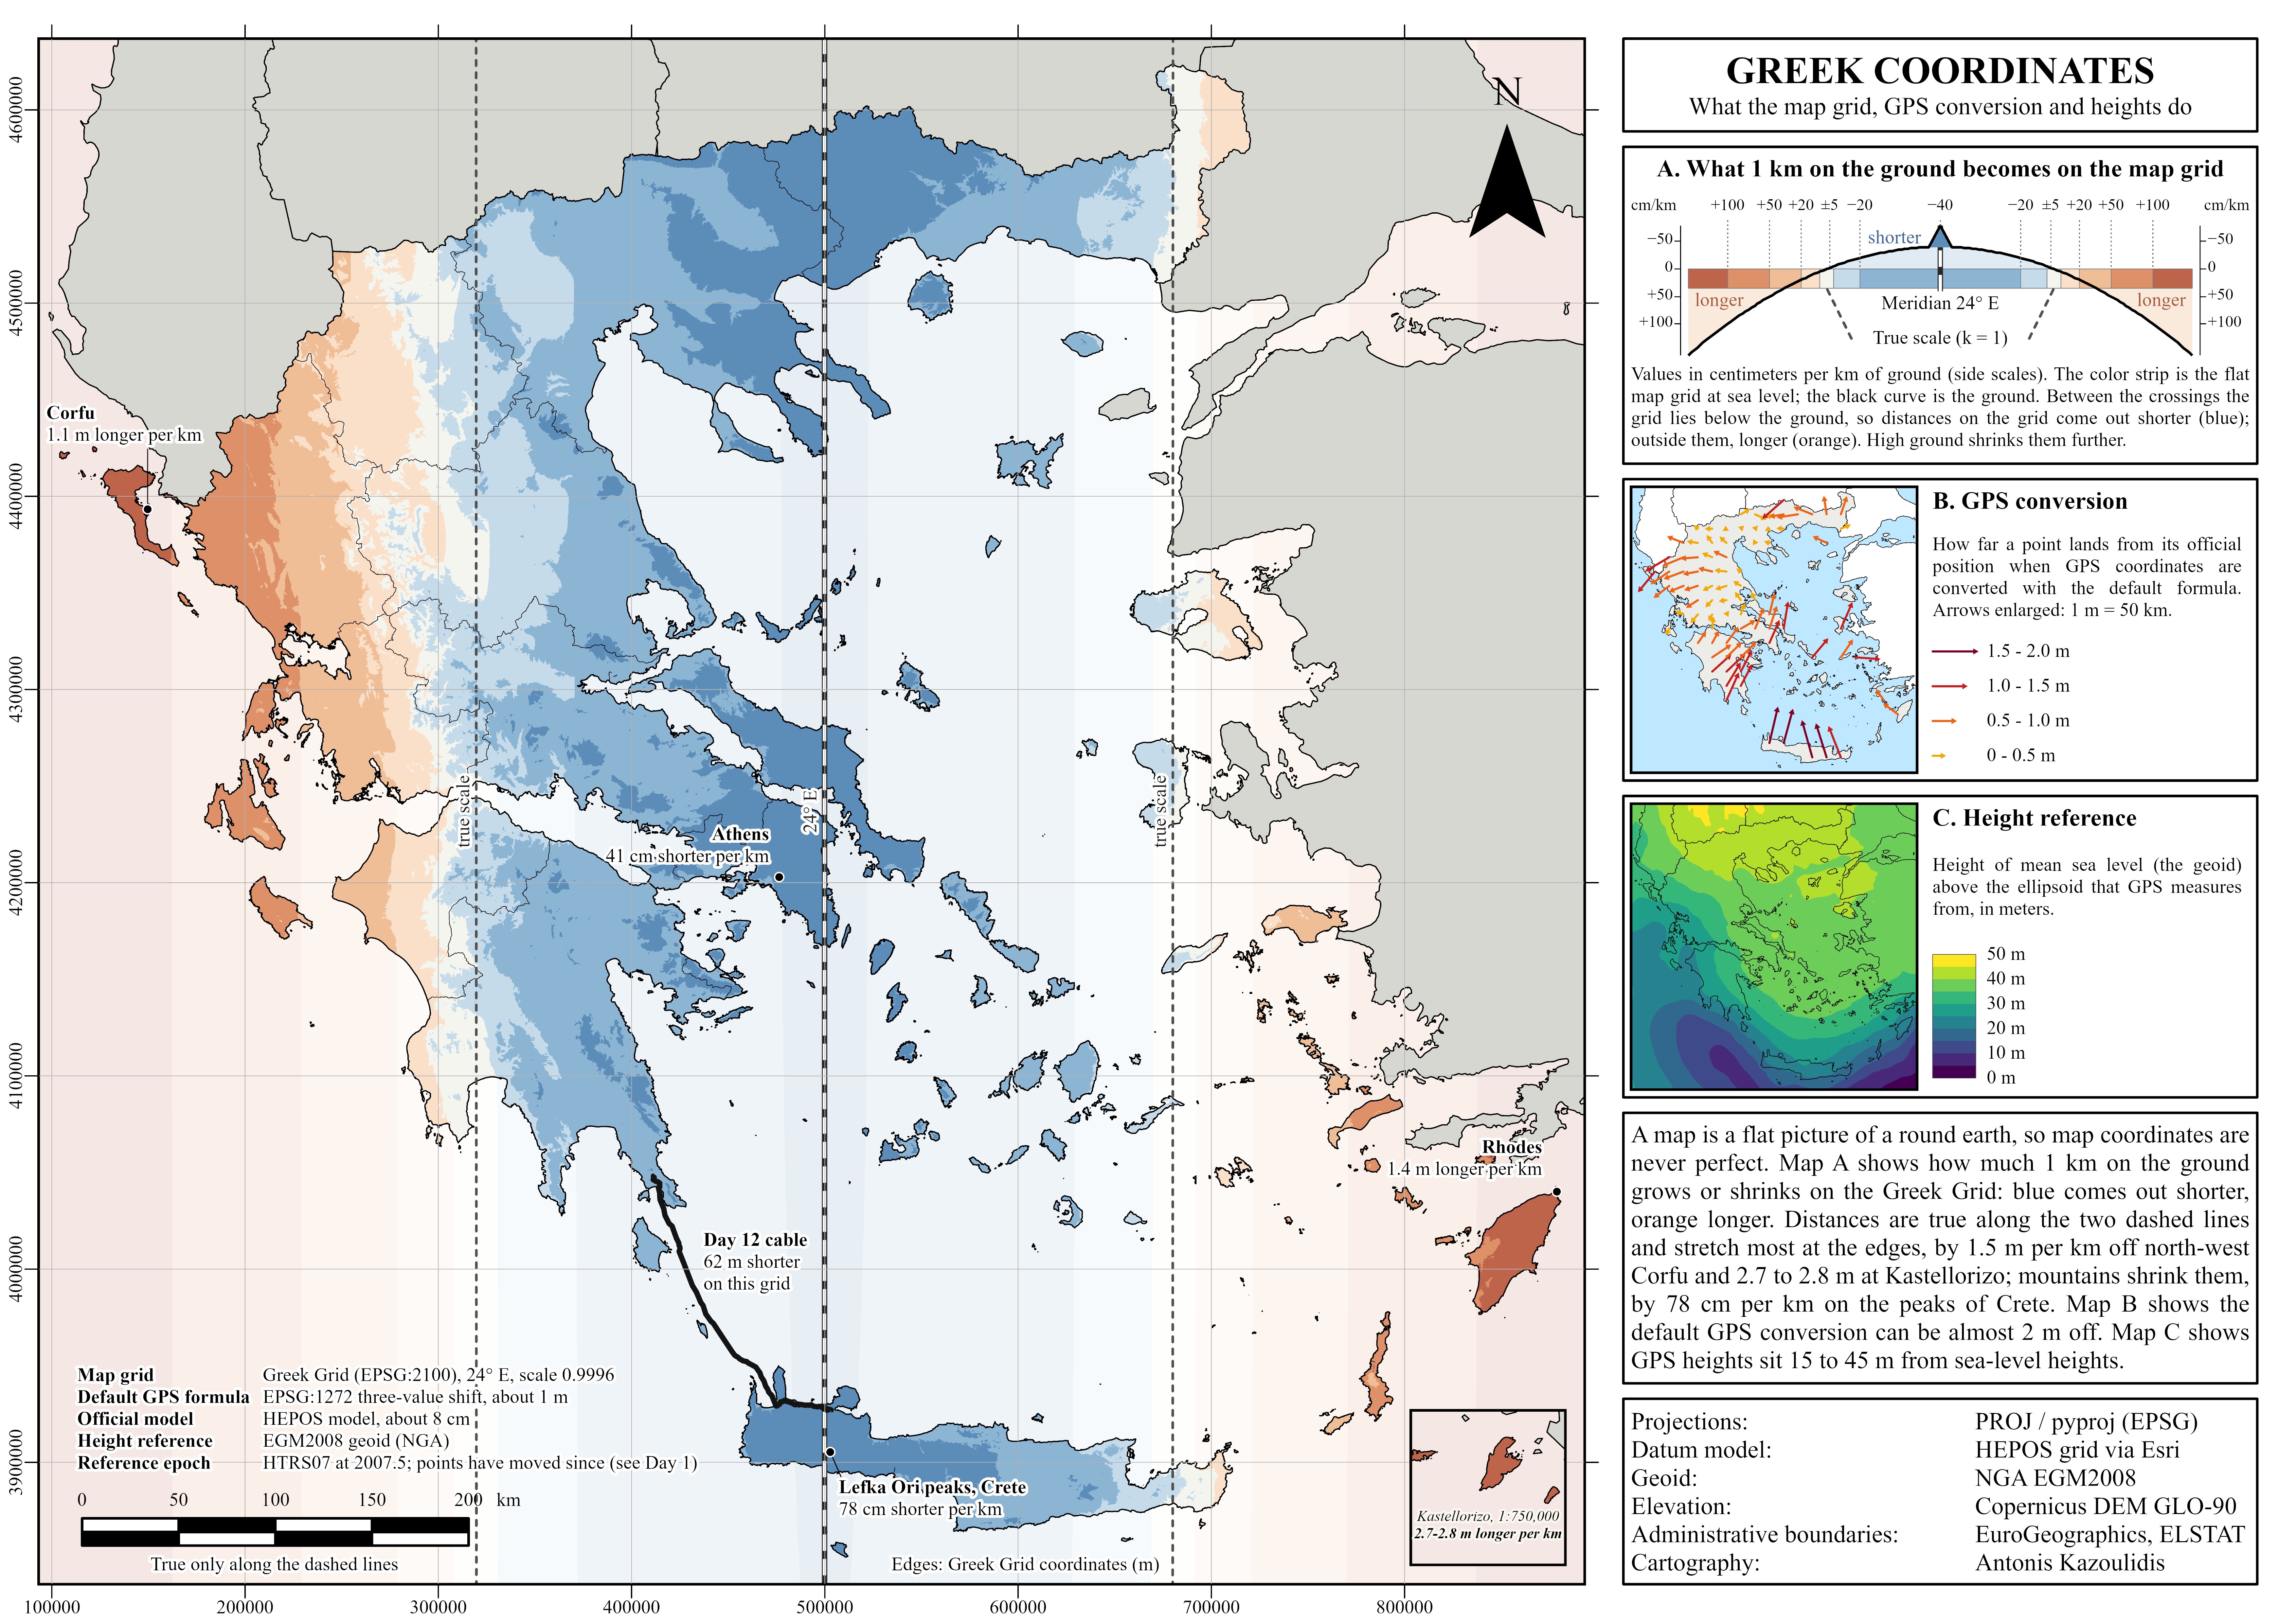 GREEK COORDINATES
What the map grid, GPS conversion and heights do
A. What 1 km on the ground becomes on the map grid
cm/km +100 +50 +20 ±5 −20 −40 −20 ±5 +20 +50 +100 cm/km
−50 shorter −50
0 0
+50 longer Meridian 24° E longer +50
+100 +100
True scale (k = 1)
Values in centimeters per km of ground (side scales). The color strip is the flat
map grid at sea level; the black curve is the ground. Between the crossings the
grid lies below the ground, so distances on the grid come out shorter (blue);
outside them, longer (orange). High ground shrinks them further.
B. GPS conversion
How far a point lands from its official
position when GPS coordinates are
converted with the default formula.
Arrows enlarged: 1 m = 50 km.
1.5 - 2.0 m
1.0 - 1.5 m
0.5 - 1.0 m
0 - 0.5 m
C. Height reference
Height of mean sea level (the geoid)
above the ellipsoid that GPS measures
from, in meters.
50 m
40 m
30 m
20 m
10 m
0 m
A map is a flat picture of a round earth, so map coordinates are
never perfect. Map A shows how much 1 km on the ground
grows or shrinks on the Greek Grid: blue comes out shorter,
orange longer. Distances are true along the two dashed lines
and stretch most at the edges, by 1.5 m per km off north-west
Corfu and 2.7 to 2.8 m at Kastellorizo; mountains shrink them,
by 78 cm per km on the peaks of Crete. Map B shows the
default GPS conversion can be almost 2 m off. Map C shows
GPS heights sit 15 to 45 m from sea-level heights.
Projections: PROJ / pyproj (EPSG)
Datum model: HEPOS grid via Esri
Geoid: NGA EGM2008
Elevation: Copernicus DEM GLO-90
Administrative boundaries: EuroGeographics, ELSTAT
Cartography: Antonis Kazoulidis
N
Corfu
1.1 m longer per km
true scale
24° E
true scale
Athens
41 cm shorter per km
Rhodes
1.4 m longer per km
Day 12 cable
62 m shorter
on this grid
Lefka Ori peaks, Crete
78 cm shorter per km
Kastellorizo, 1:750,000
2.7-2.8 m longer per km
Map grid Greek Grid (EPSG:2100), 24° E, scale 0.9996
Default GPS formula EPSG:1272 three-value shift, about 1 m
Official model HEPOS model, about 8 cm
Height reference EGM2008 geoid (NGA)
Reference epoch HTRS07 at 2007.5; points have moved since (see Day 1)
0 50 100 150 200 km
True only along the dashed lines
Edges: Greek Grid coordinates (m)
4600000
4500000
4400000
4300000
4200000
4100000
4000000
3900000
100000 200000 300000 400000 500000 600000 700000 800000